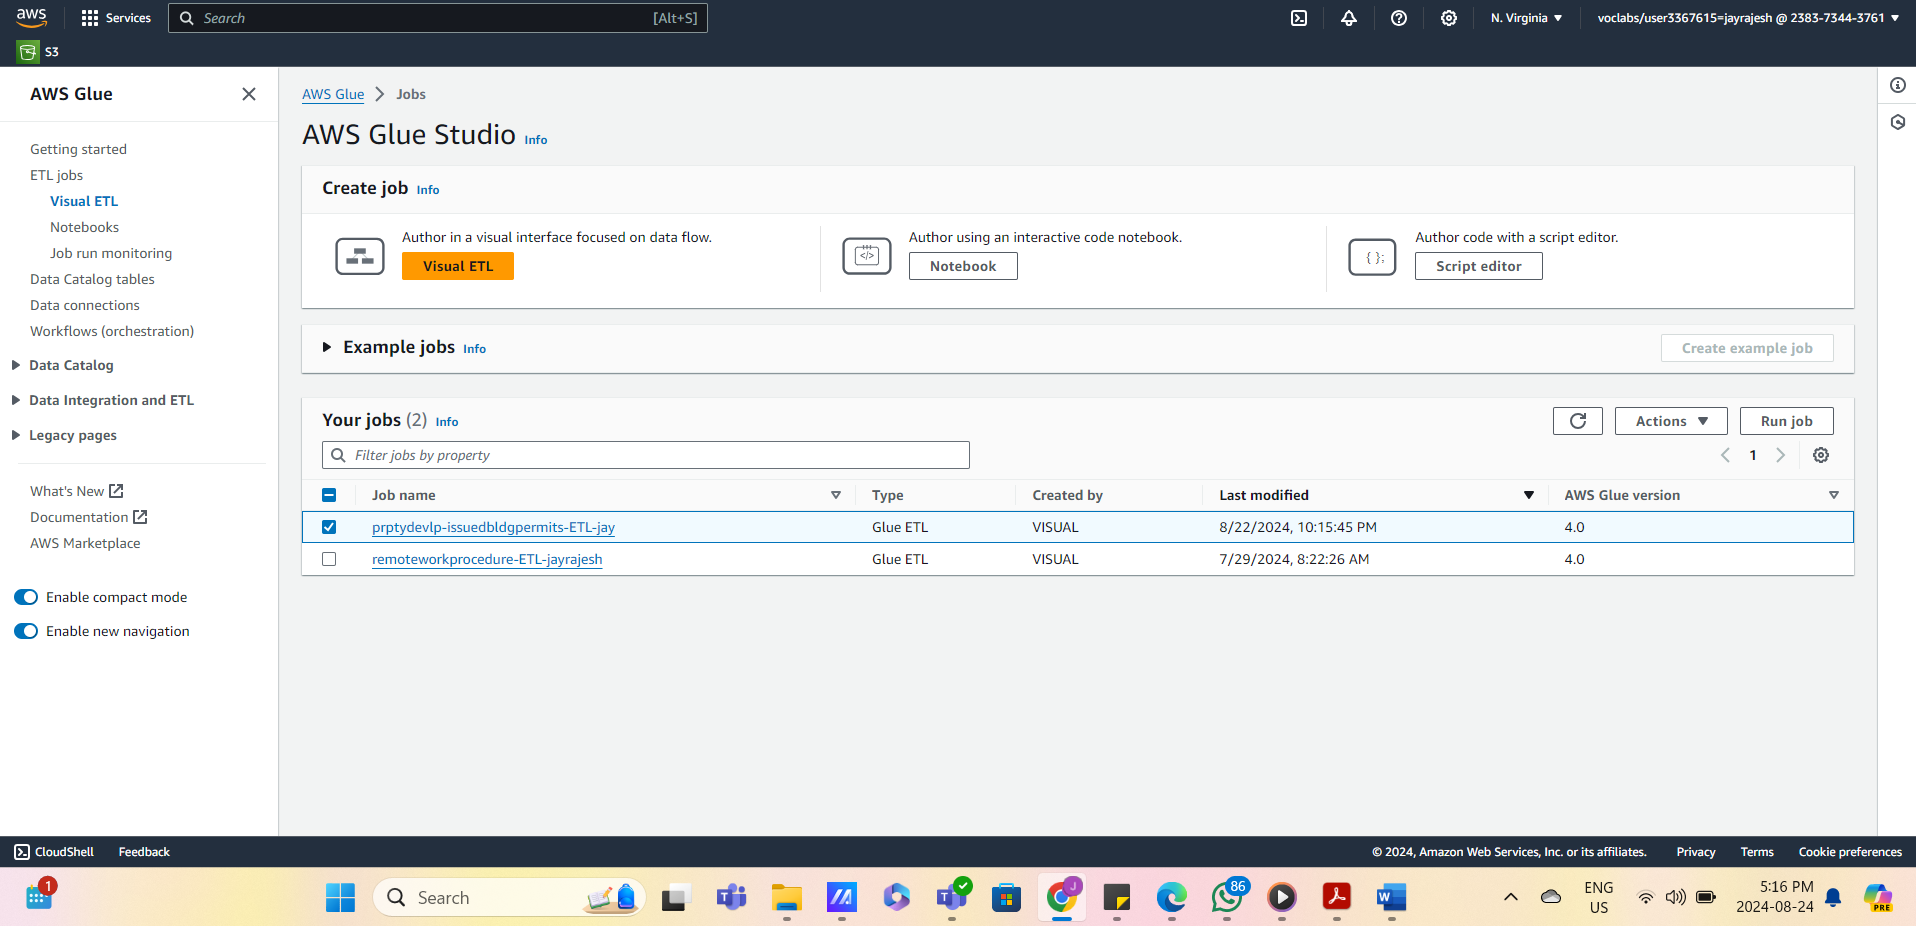 aws Services Search [Alt+S] N. Virginia voclabs/user3367615=jayrajesh @ 2383-7344-3761
S3
AWS Glue
Getting started
ETL jobs
Visual ETL
Notebooks
Job run monitoring
Data Catalog tables
Data connections
Workflows (orchestration)
Data Catalog
Data Integration and ETL
Legacy pages
What's New
Documentation
AWS Marketplace
Enable compact mode
Enable new navigation
AWS Glue Jobs
AWS Glue Studio Info
Create job Info
Author in a visual interface focused on data flow.
Visual ETL
Author using an interactive code notebook.
Notebook
Author code with a script editor.
Script editor
Example jobs Info Create example job
Your jobs (2) Info Actions Run job
Filter jobs by property 1
Job name Type Created by Last modified AWS Glue version
prptydevlp-issuedbldgpermits-ETL-jay Glue ETL VISUAL 8/22/2024, 10:15:45 PM 4.0
remoteworkprocedure-ETL-jayrajesh Glue ETL VISUAL 7/29/2024, 8:22:26 AM 4.0
CloudShell Feedback © 2024, Amazon Web Services, Inc. or its affiliates. Privacy Terms Cookie preferences
1 Search J 86 ENG 5:16 PM
US 2024-08-24 PRE